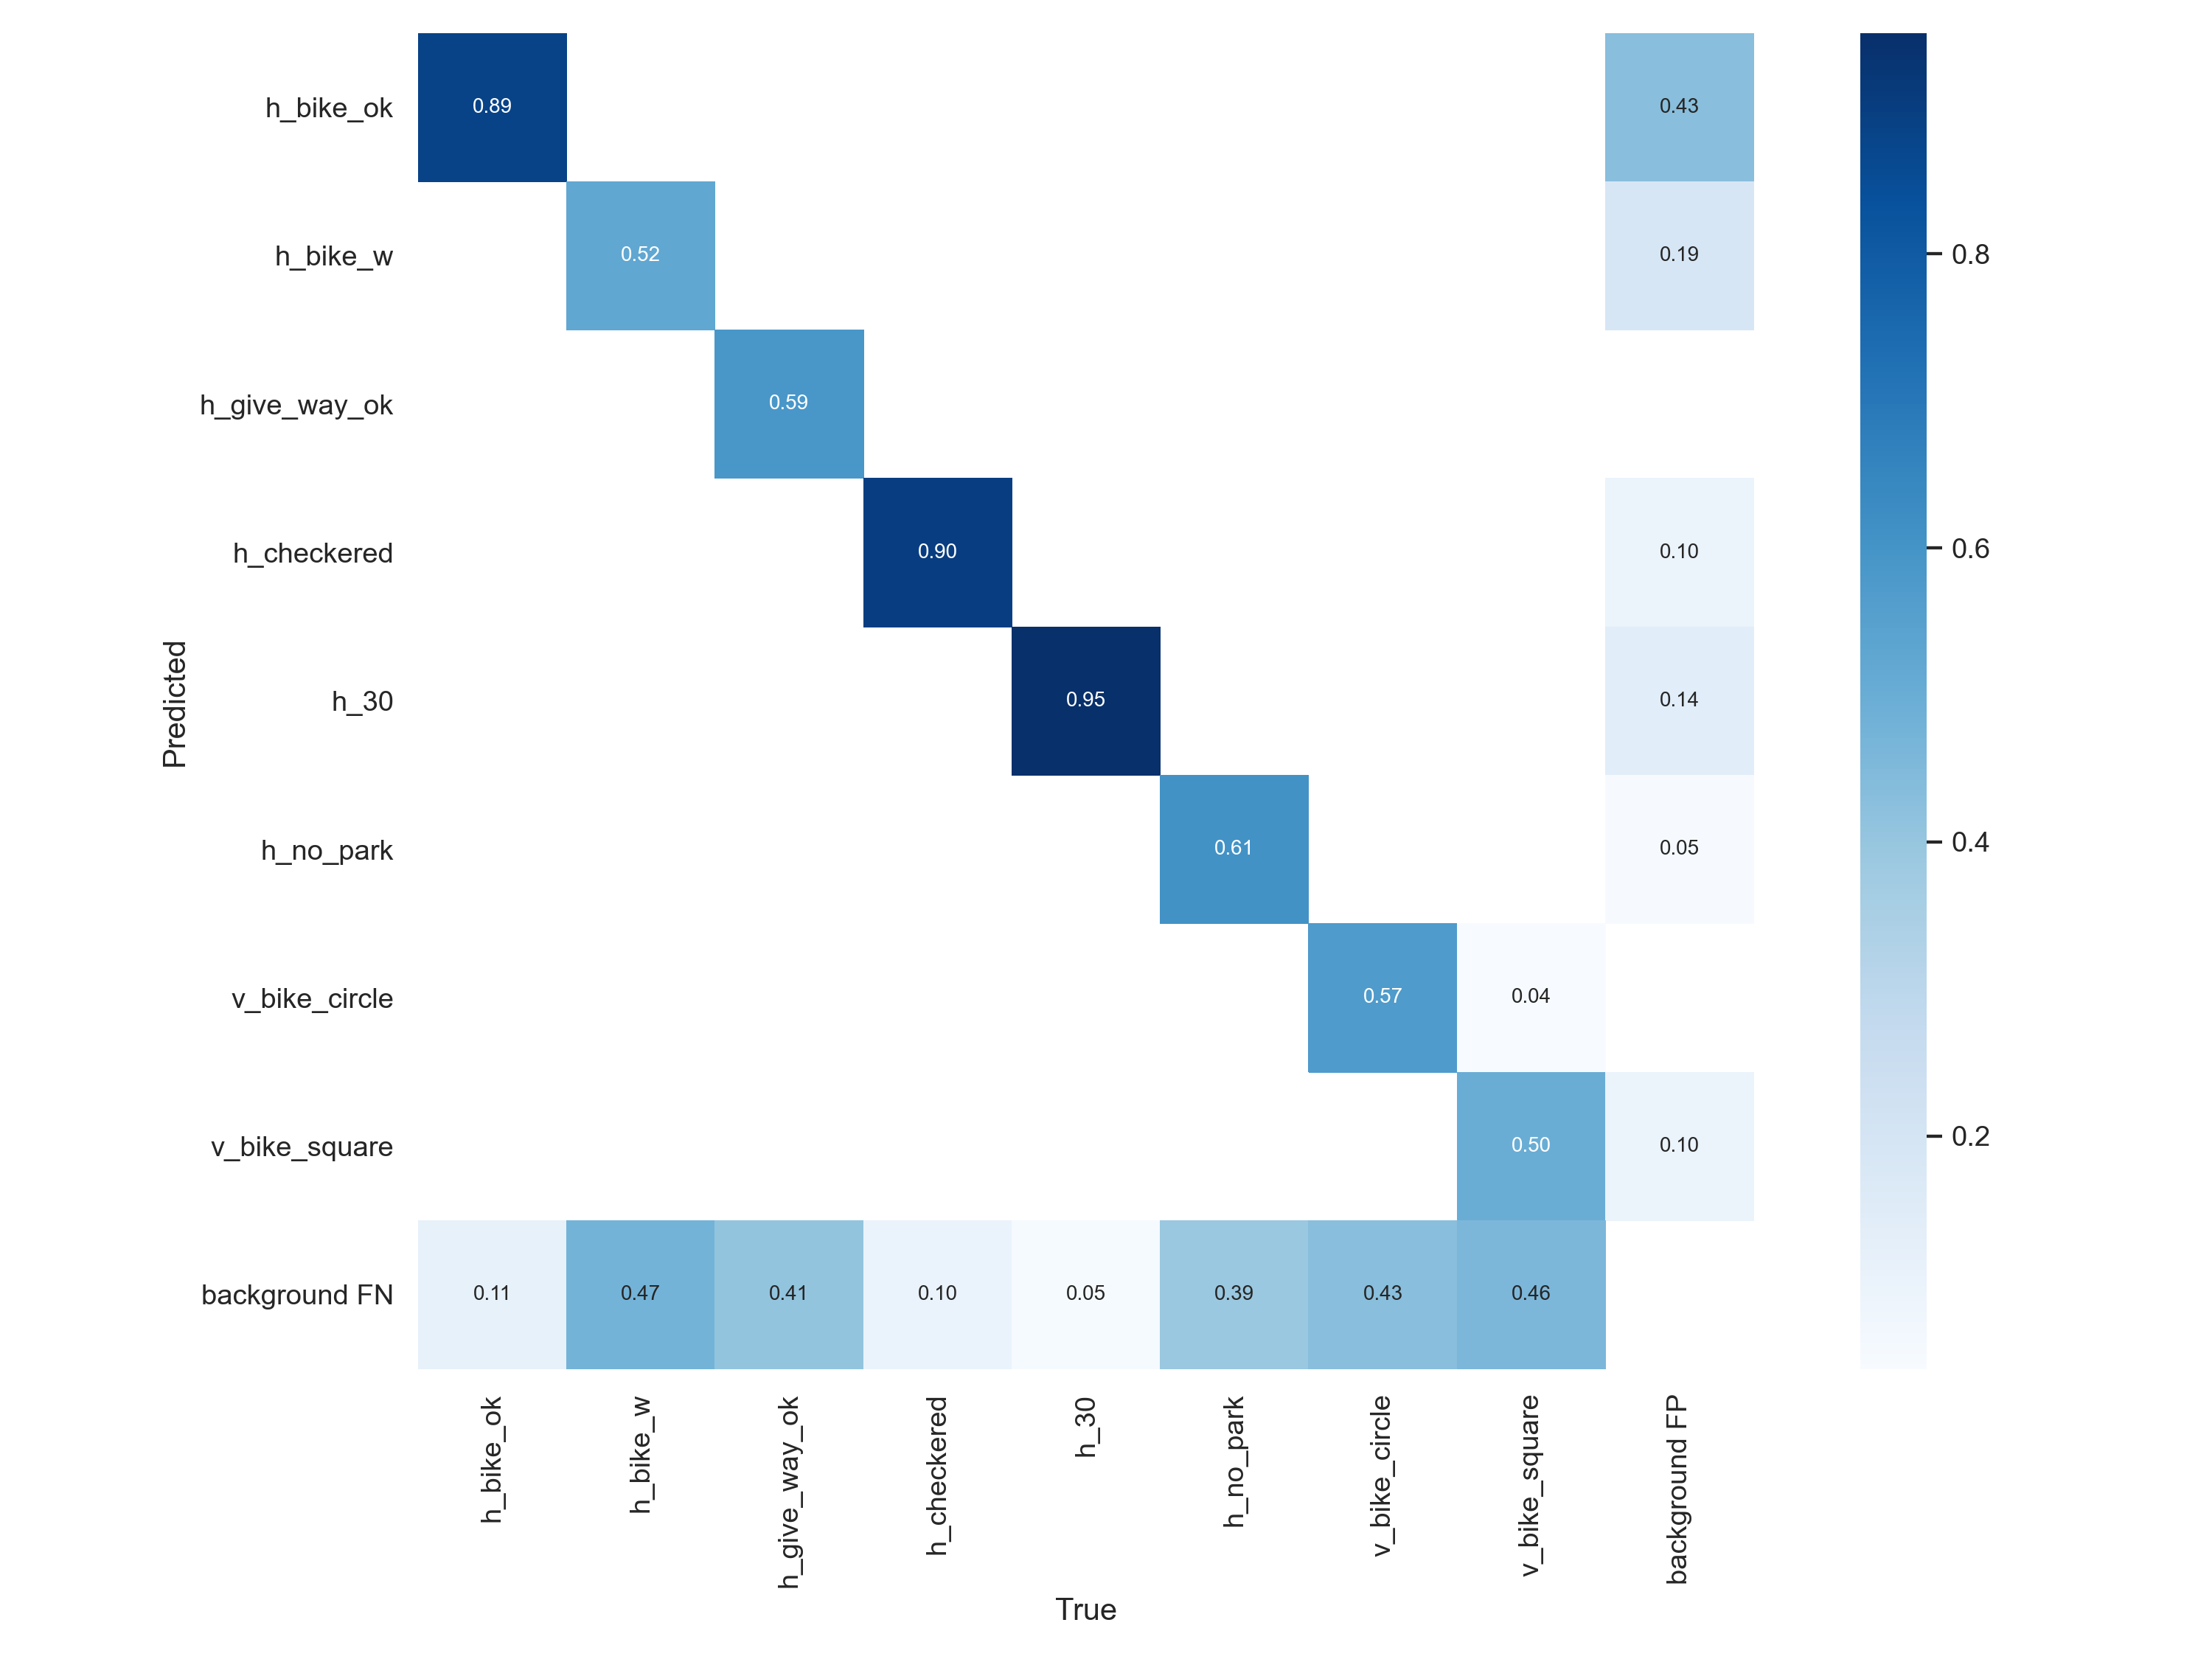 h_bike_ok 0.89 0.43
h_bike_w 0.52 0.19 0.8
h_give_way_ok 0.59
h_checkered 0.90 0.10 0.6
Predicted
h_30 0.95 0.14
h_no_park 0.61 0.05 0.4
v_bike_circle 0.57 0.04
v_bike_square 0.50 0.10 0.2
background FN 0.11 0.47 0.41 0.10 0.05 0.39 0.43 0.46
h_bike_ok
h_bike_w
h_give_way_ok
h_checkered
h_30
h_no_park
v_bike_circle
v_bike_square
background FP
True